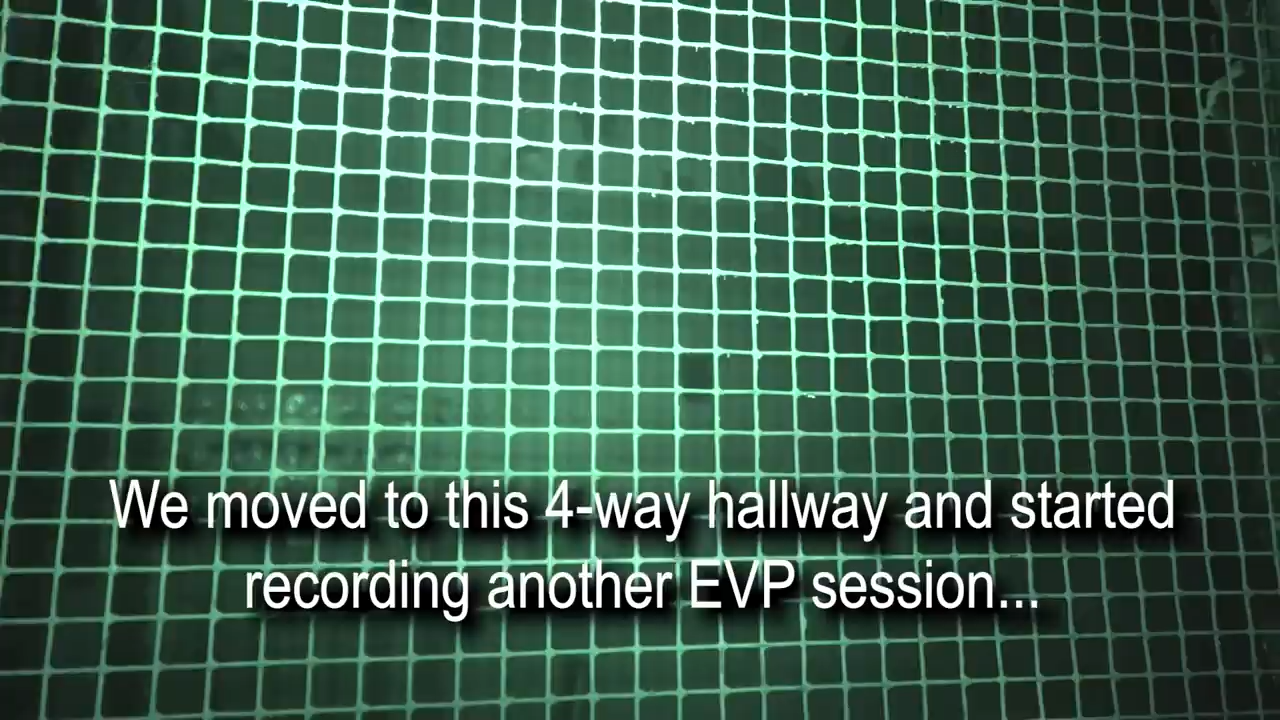 We moved to this 4-way hallway and started
recording another EVP session...